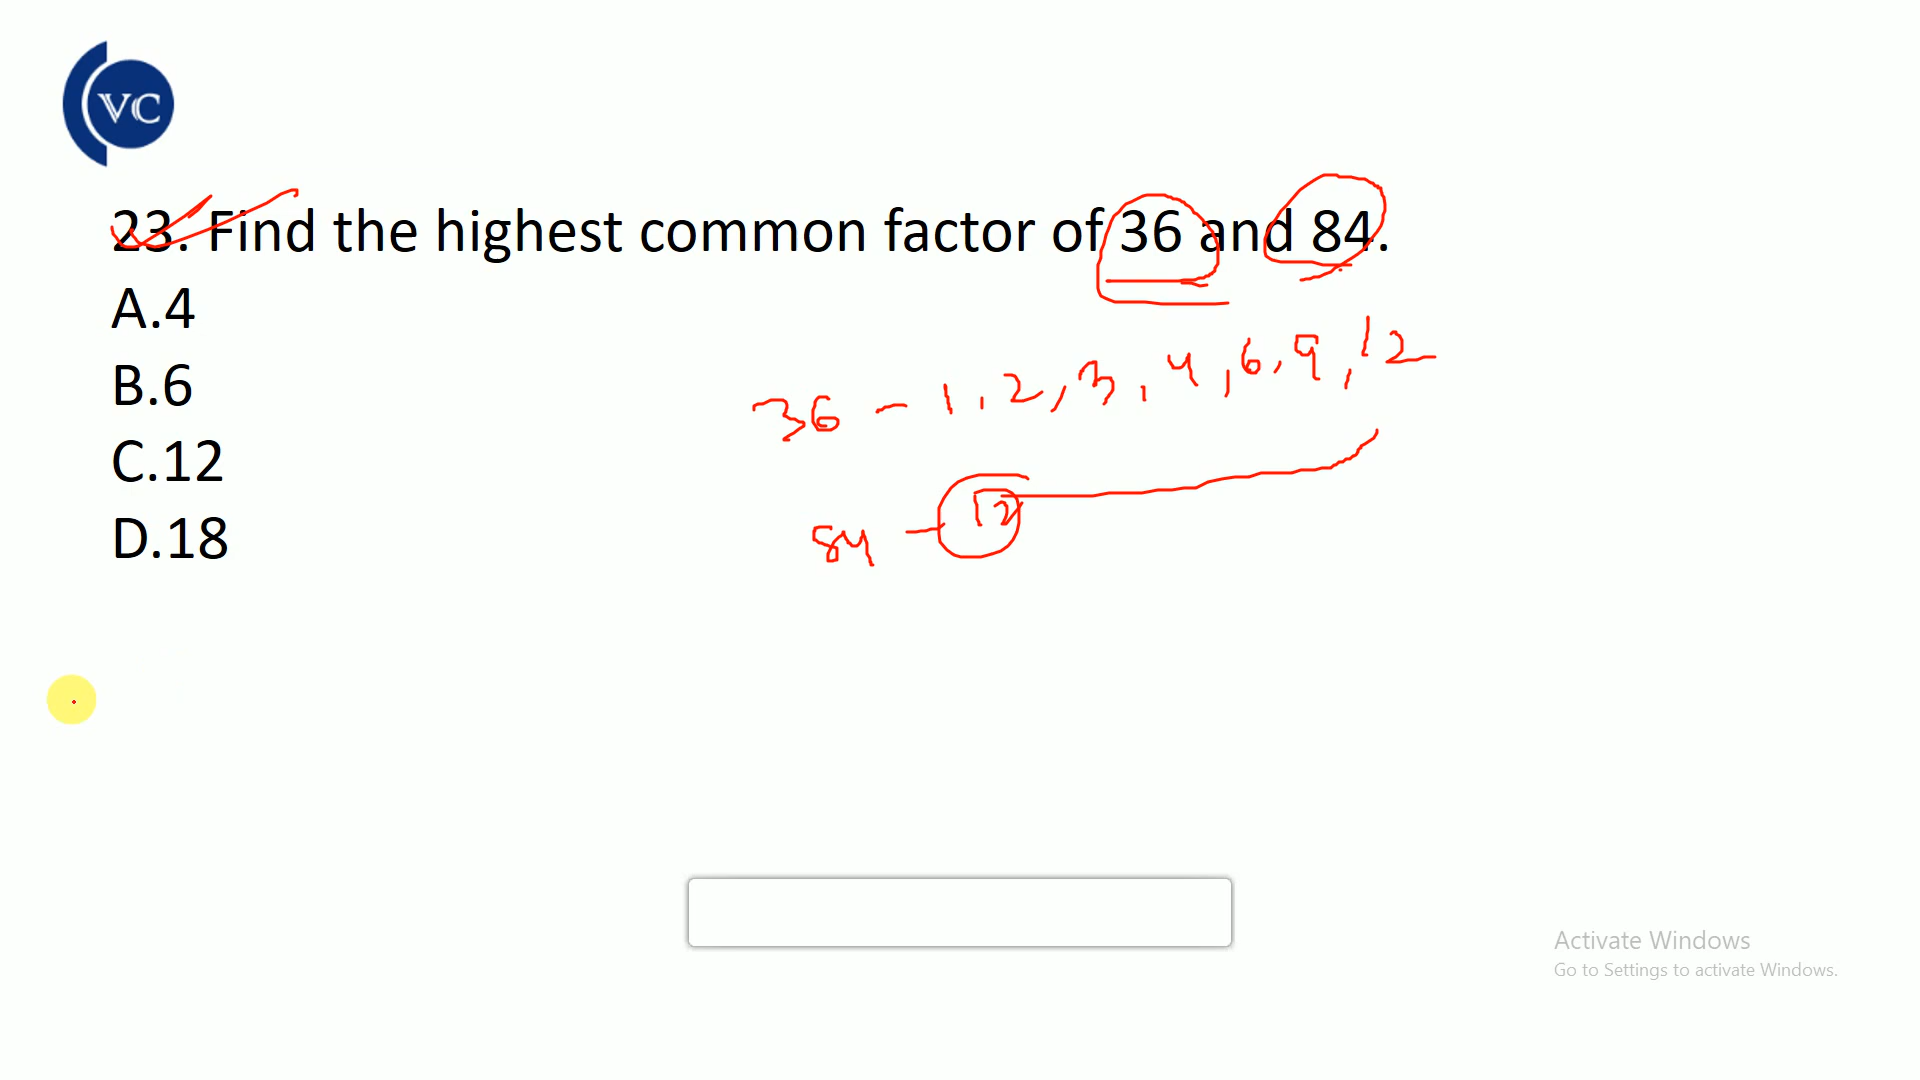 VC
23. Find the highest common factor of 36 and 84.
A.4
B.6
C.12
D.18
36 - 1, 2, 3, 4, 6, 9, 12
84 - 12
Activate Windows
Go to Settings to activate Windows.